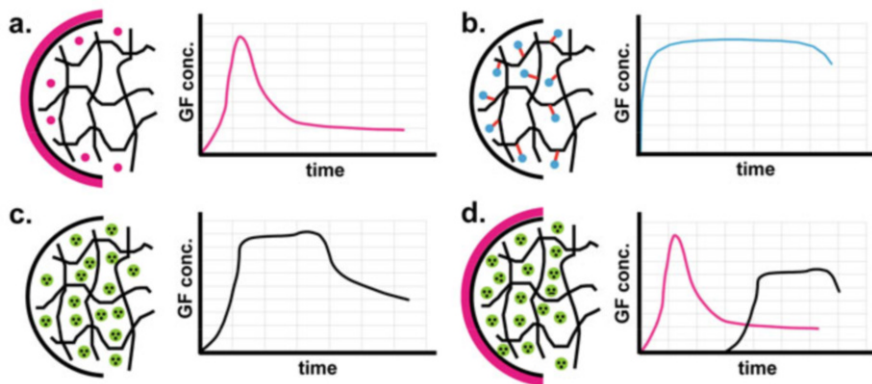 a.
GF conc.
time
b.
GF conc.
time
c.
GF conc.
time
d.
GF conc.
time